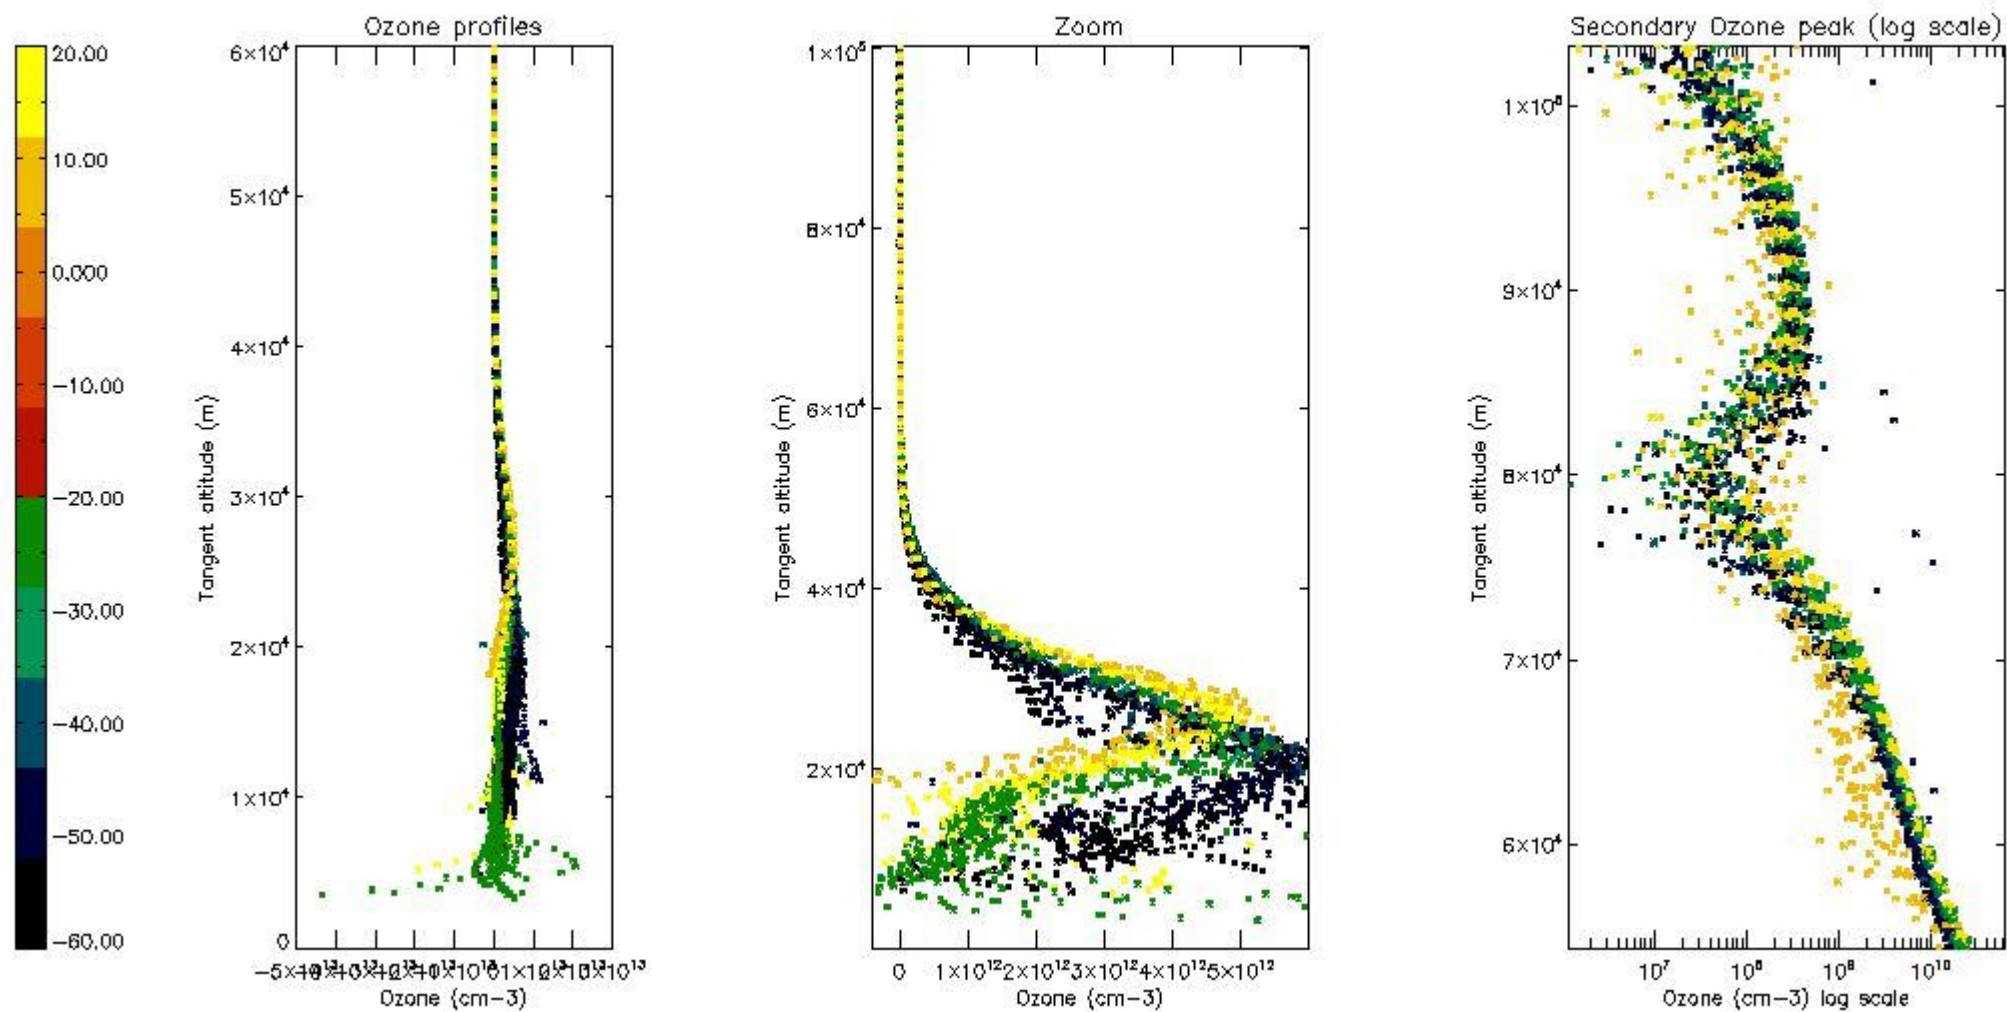 Ozone profiles
Zoom
Secondary Ozone peak (log scale)
20.00
10.00
0.000
−10.00
−20.00
−30.00
−40.00
−50.00
−60.00
6×10⁴
5×10⁴
4×10⁴
3×10⁴
2×10⁴
1×10⁴
0
Tangent altitude (m)
Ozone (cm−3)
1×10⁵
8×10⁴
6×10⁴
4×10⁴
2×10⁴
Tangent altitude (m)
0 1×10¹² 2×10¹² 3×10¹² 4×10¹² 5×10¹²
Ozone (cm−3)
9×10⁴
8×10⁴
7×10⁴
6×10⁴
Tangent altitude (m)
10⁷ 10⁸ 10⁹ 10¹⁰
Ozone (cm−3) log scale